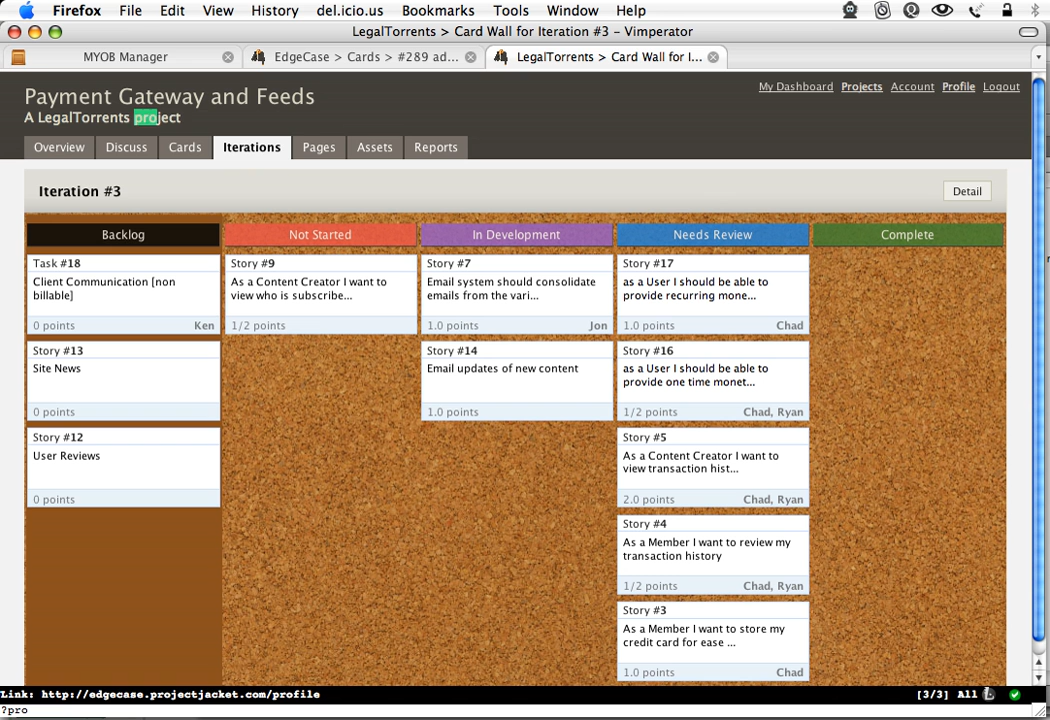 Firefox File Edit View History del.icio.us Bookmarks Tools Window Help
LegalTorrents > Card Wall for Iteration #3 – Vimperator
MYOB Manager
EdgeCase > Cards > #289 ad...
LegalTorrents > Card Wall for I...
Payment Gateway and Feeds
My Dashboard Projects Account Profile Logout
A LegalTorrents project
Overview Discuss Cards Iterations Pages Assets Reports
Iteration #3
Detail
Backlog
Not Started
In Development
Needs Review
Complete
Task #18
Client Communication [non
billable]
0 points Ken
Story #13
Site News
0 points
Story #12
User Reviews
0 points
Story #9
As a Content Creator I want to
view who is subscribe...
1/2 points
Story #7
Email system should consolidate
emails from the vari...
1.0 points Jon
Story #14
Email updates of new content
1.0 points
Story #17
as a User I should be able to
provide recurring mone...
1.0 points Chad
Story #16
as a User I should be able to
provide one time monet...
1/2 points Chad, Ryan
Story #5
As a Content Creator I want to
view transaction hist...
2.0 points Chad, Ryan
Story #4
As a Member I want to review my
transaction history
1/2 points Chad, Ryan
Story #3
As a Member I want to store my
credit card for ease ...
1.0 points Chad
Link: http://edgecase.projectjacket.com/profile [3/3] All
?pro